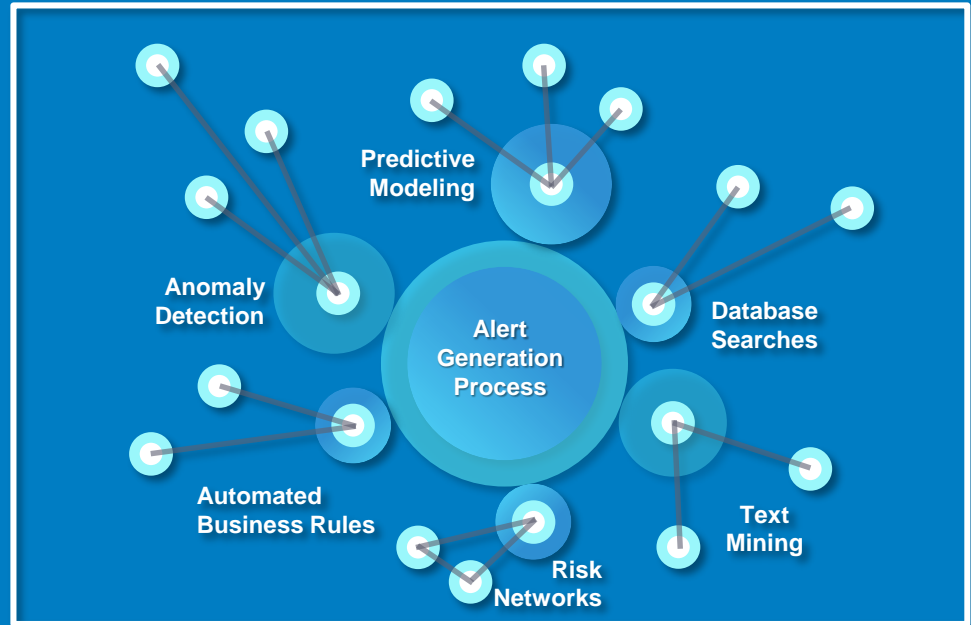 Predictive
Modeling
Anomaly
Detection
Database
Searches
Alert
Generation
Process
Automated
Business Rules
Text
Mining
Risk
Networks